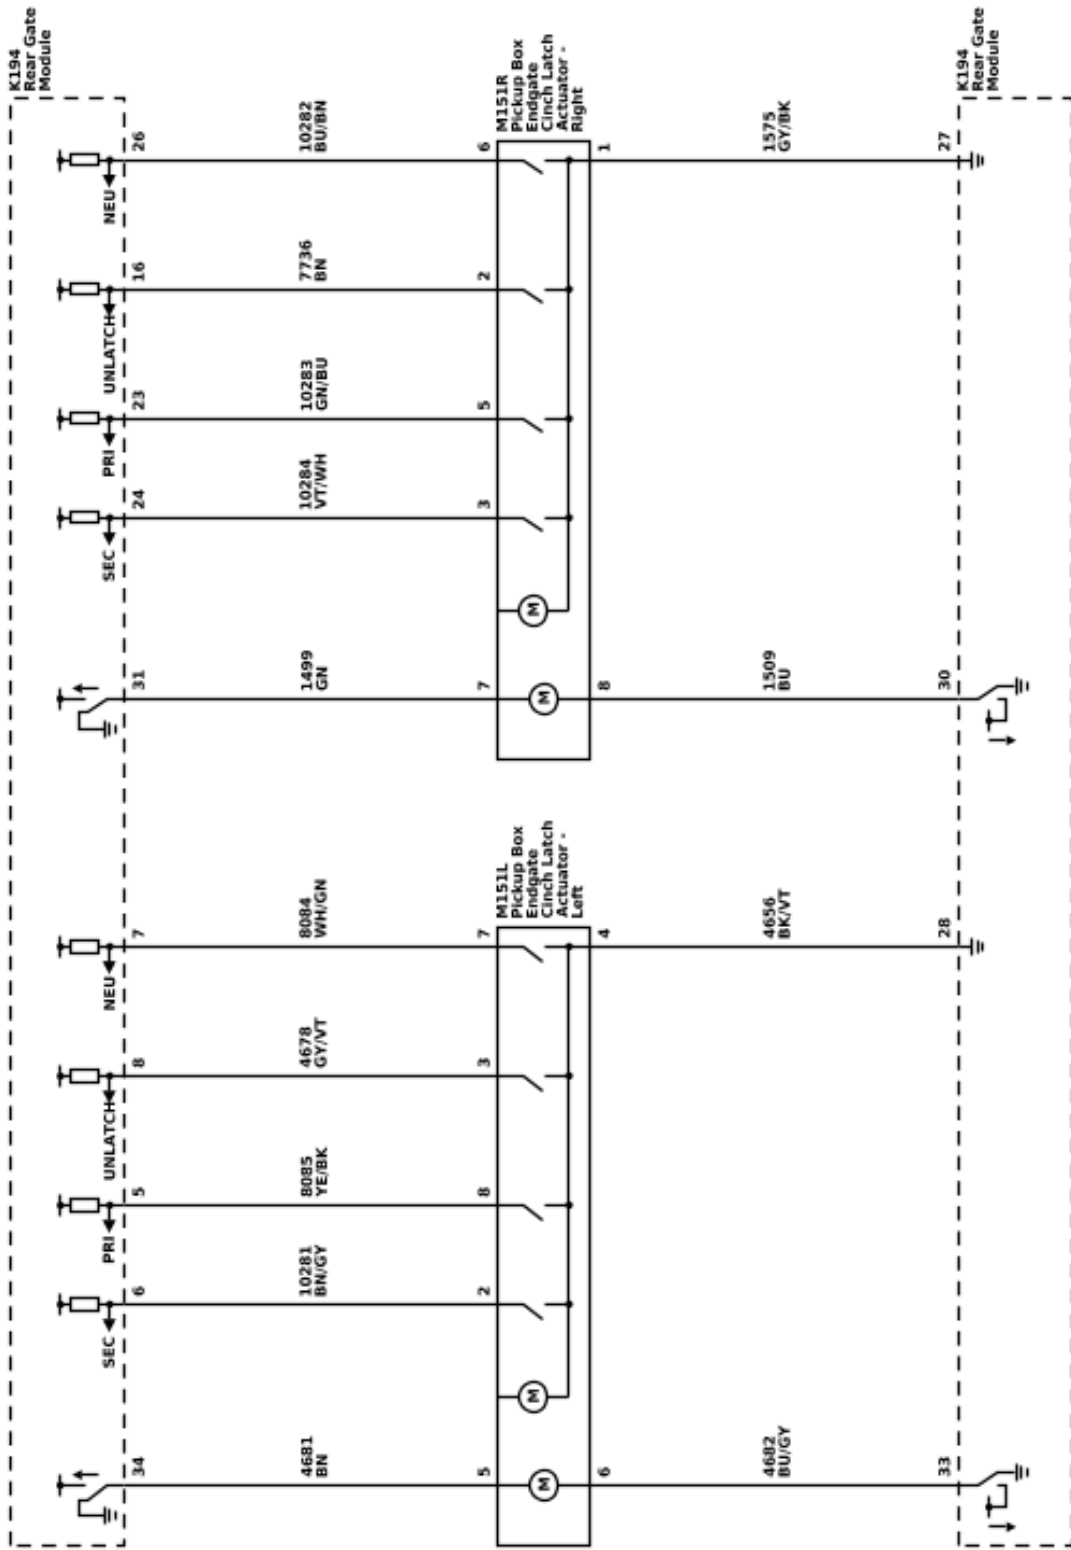 K194
Rear Gate
Module
26
NEU
16
UNLATCH
23
PRI
24
SEC
31
7
NEU
8
UNLATCH
5
PRI
6
SEC
34
10282
BU/BN
7736
BN
10283
GN/BU
10284
VT/WH
1499
GN
8084
WH/GN
4678
GY/VT
8085
YE/BK
10281
BN/GY
4681
BN
6
2
5
3
7
7
3
8
2
5
M151R
Pickup Box
Endgate
Cinch Latch
Actuator -
Right
M
M
M151L
Pickup Box
Endgate
Cinch Latch
Actuator -
Left
M
M
1
8
4
6
1575
GY/BK
1509
BU
4656
BK/VT
4682
BU/GY
27
30
28
33
K194
Rear Gate
Module